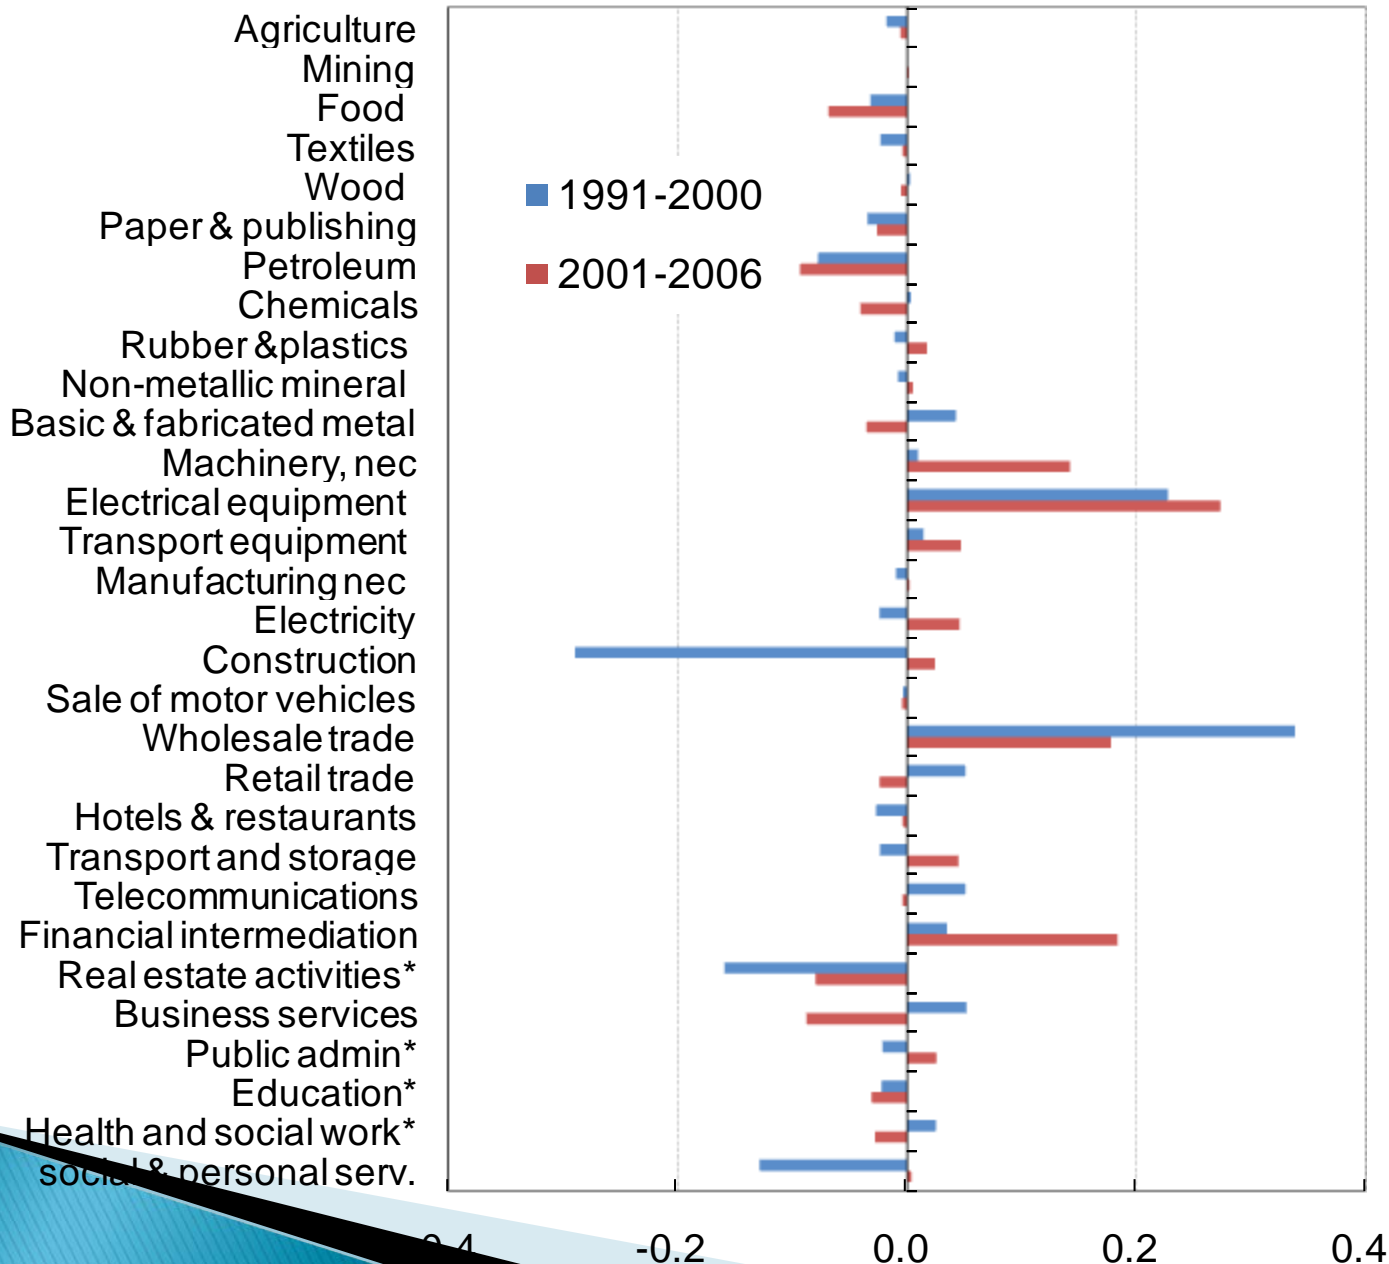 Agriculture
Mining
Food
Textiles
Wood
Paper & publishing
Petroleum
Chemicals
Rubber &plastics
Non-metallic mineral
Basic & fabricated metal
Machinery, nec
Electrical equipment
Transport equipment
Manufacturing nec
Electricity
Construction
Sale of motor vehicles
Wholesale trade
Retail trade
Hotels & restaurants
Transport and storage
Telecommunications
Financial intermediation
Real estate activities*
Business services
Public admin*
Education*
Health and social work*
social & personal serv.
1991-2000
2001-2006
-0.2 0.0 0.2 0.4